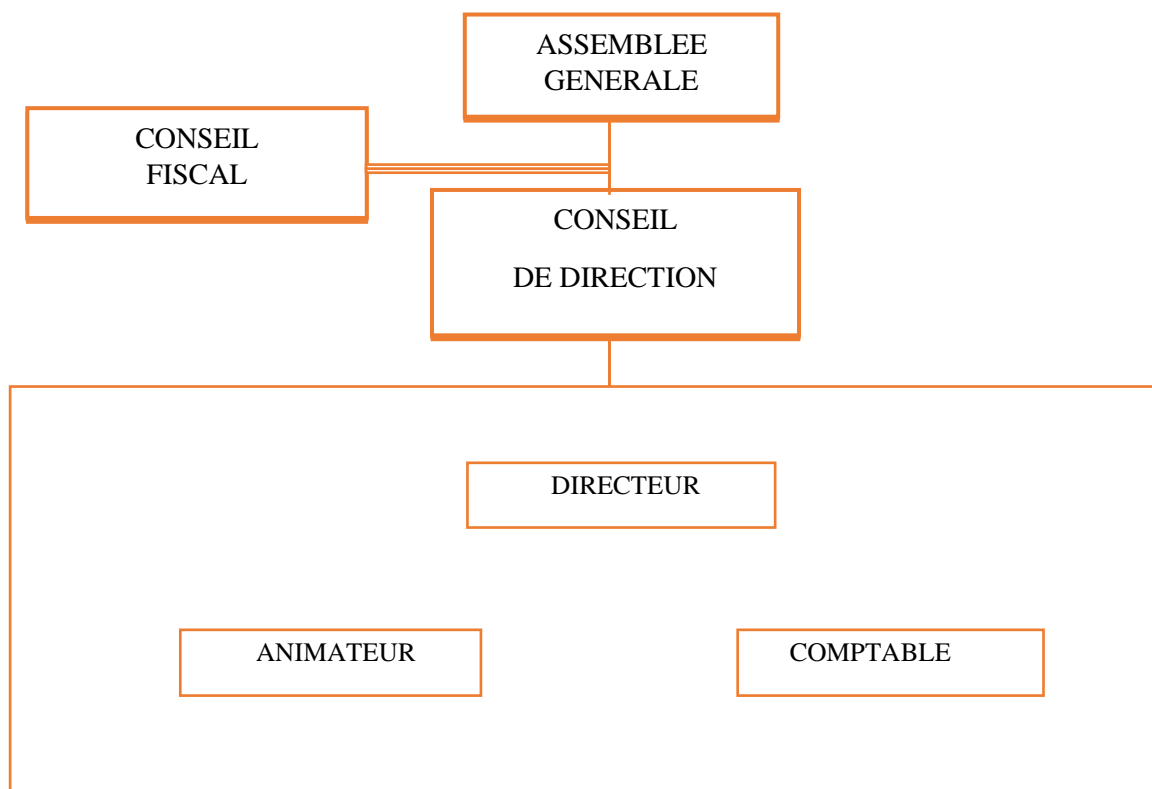 ASSEMBLEE
GENERALE
CONSEIL
FISCAL
CONSEIL
DE DIRECTION
DIRECTEUR
ANIMATEUR
COMPTABLE